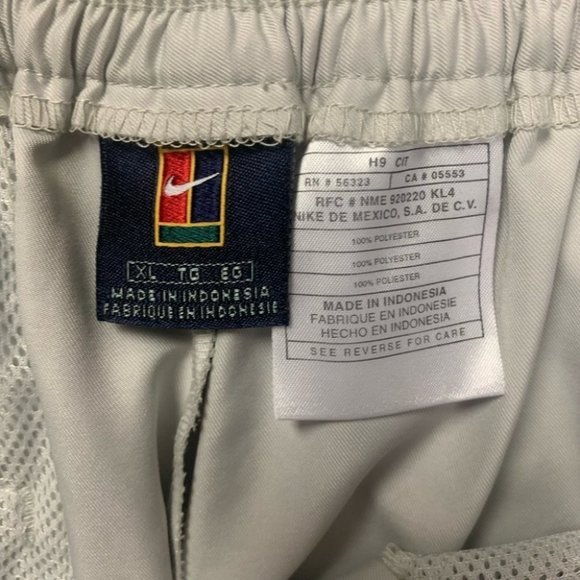 XL TG EG
MADE IN INDONESIA
FABRIQUE EN INDONESIE
H9 CIT
RN # 56323 CA # 05553
RFC # NME 920220 KL4
NIKE DE MEXICO, S.A. DE C.V.
100% POLYESTER
100% POLYESTER
100% POLIESTER
MADE IN INDONESIA
FABRIQUE EN INDONESIE
HECHO EN INDONESIA
SEE REVERSE FOR CARE